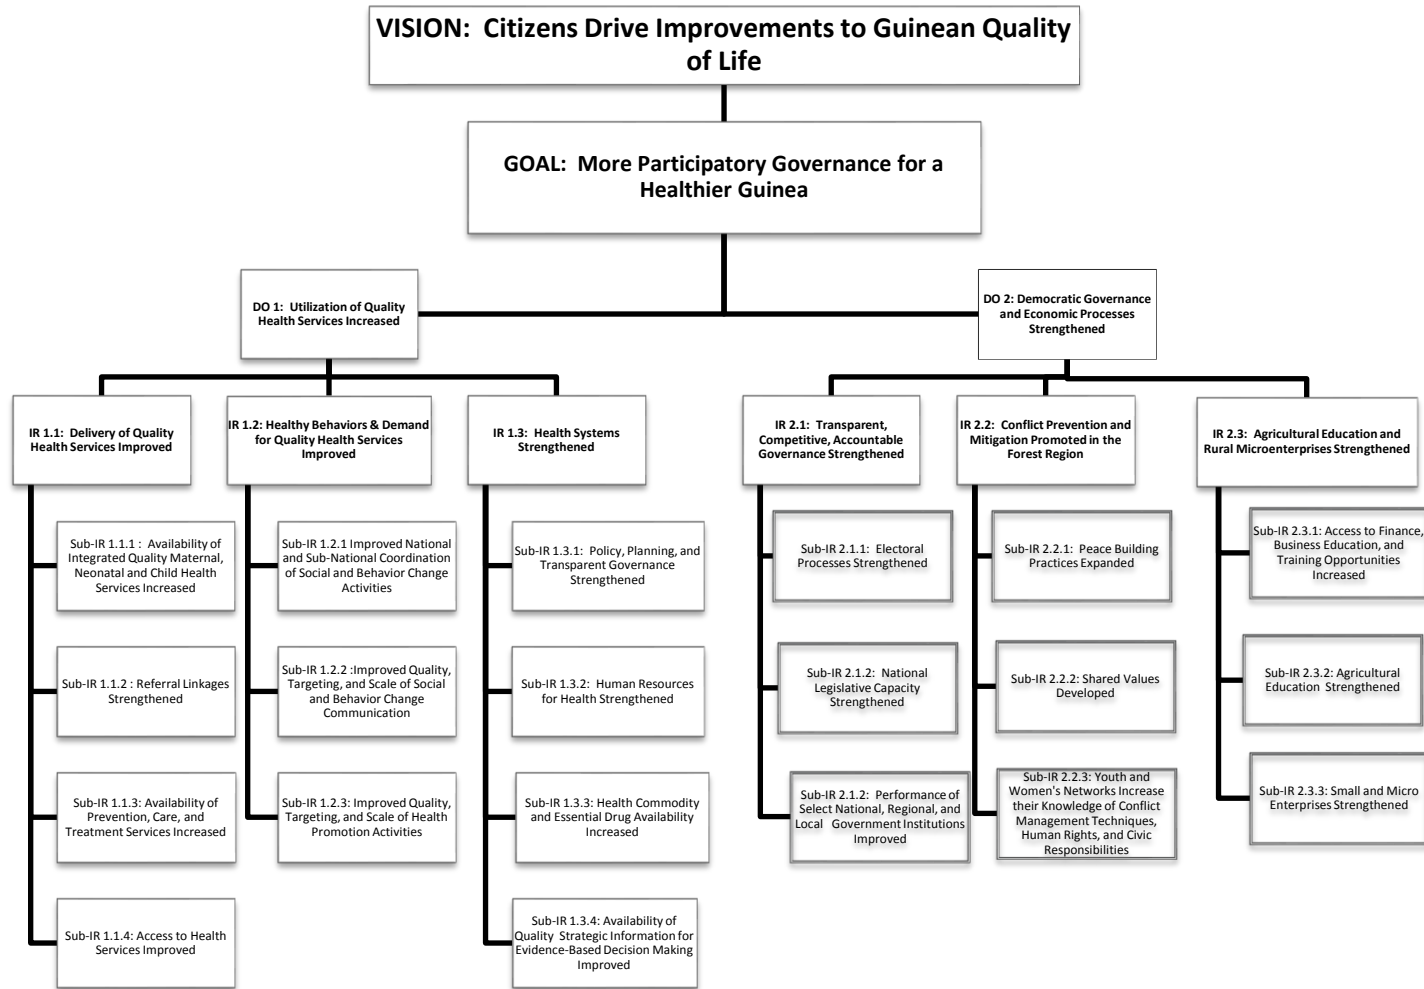 VISION:  Citizens Drive Improvements to Guinean Quality
of Life
GOAL:  More Participatory Governance for a
Healthier Guinea
DO 1:  Utilization of Quality
Health Services Increased
DO 2: Democratic Governance
and Economic Processes
Strengthened
IR 1.1:  Delivery of Quality
Health Services Improved
IR 1.2: Healthy Behaviors & Demand
for Quality Health Services
Improved
IR 1.3:  Health Systems
Strengthened
IR 2.1:  Transparent,
Competitive, Accountable
Governance Strengthened
IR 2.2:  Conflict Prevention and
Mitigation Promoted in the
Forest Region
IR 2.3:  Agricultural Education and
Rural Microenterprises Strengthened
Sub-IR 1.1.1 :  Availability of
Integrated Quality Maternal,
Neonatal and Child Health
Services Increased
Sub-IR 1.1.2 : Referral Linkages
Strengthened
Sub-IR 1.1.3: Availability of
Prevention, Care, and
Treatment Services Increased
Sub-IR 1.1.4: Access to Health
Services Improved
Sub-IR 1.2.1 Improved National
and Sub-National Coordination
of Social and Behavior Change
Activities
Sub-IR 1.2.2 :Improved Quality,
Targeting, and Scale of Social
and Behavior Change
Communication
Sub-IR 1.2.3: Improved Quality,
Targeting, and Scale of Health
Promotion Activities
Sub-IR 1.3.1:  Policy, Planning, and
Transparent Governance
Strengthened
Sub-IR 1.3.2:  Human Resources
for Health Strengthened
Sub-IR 1.3.3: Health Commodity
and Essential Drug Availability
Increased
Sub-IR 1.3.4: Availability of
Quality  Strategic Information for
Evidence-Based Decision Making
Improved
Sub-IR 2.1.1:  Electoral
Processes Strengthened
Sub-IR 2.1.2:  National
Legislative Capacity
Strengthened
Sub-IR 2.1.2:  Performance of
Select National, Regional, and
Local   Government Institutions
Improved
Sub-IR 2.2.1:  Peace Building
Practices Expanded
Sub-IR 2.2.2: Shared Values
Developed
Sub-IR 2.2.3: Youth and
Women's Networks Increase
their Knowledge of Conflict
Management Techniques,
Human Rights, and Civic
Responsibilities
Sub-IR 2.3.1: Access to Finance,
Business Education, and
Training Opportunities
Increased
Sub-IR 2.3.2: Agricultural
Education  Strengthened
Sub-IR 2.3.3: Small and Micro
Enterprises Strengthened